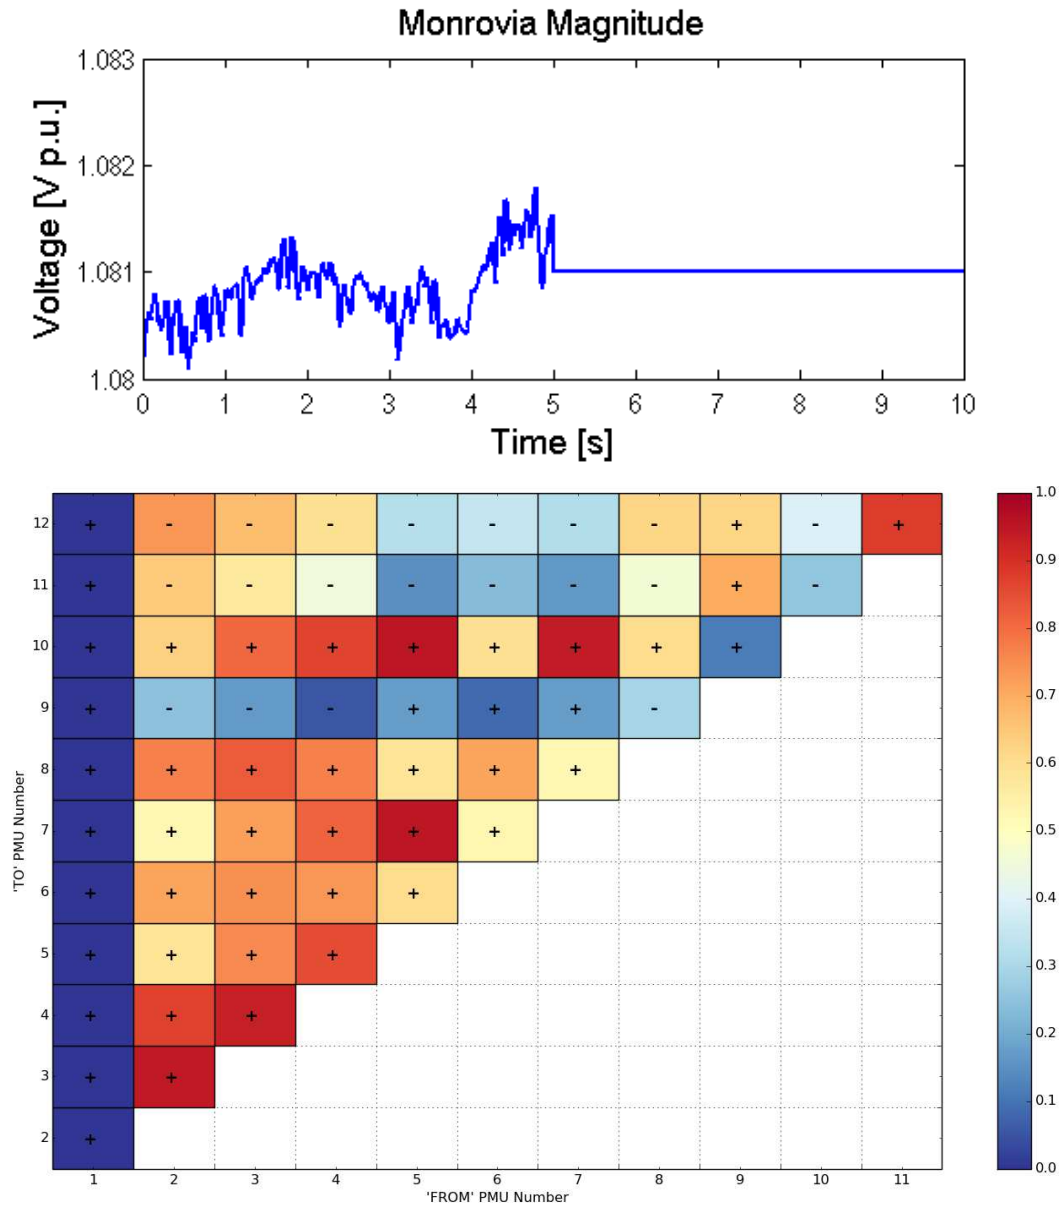 Monrovia Magnitude
1.083
1.082
1.081
1.08
Voltage [V p.u.]
0 1 2 3 4 5 6 7 8 9 10
Time [s]
12 + - - - - - - - + - +
11 + - - - - - - - + -
10 + + + + + + + + +
9 + - - - + + + -
8 + + + + + + +
7 + + + + + +
6 + + + + +
5 + + + +
4 + + +
3 + +
2 +
'TO' PMU Number
1 2 3 4 5 6 7 8 9 10 11
'FROM' PMU Number
1.0
0.9
0.8
0.7
0.6
0.5
0.4
0.3
0.2
0.1
0.0